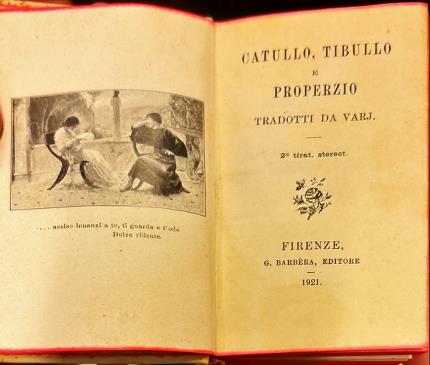 .... assiso innanzi a te, ti guarda e t'ode
Dolce ridente.
CATULLO, TIBULLO
E
PROPERZIO
TRADOTTI DA VARJ.
2ª tirat. stereot.
FIRENZE,
G. BARBÈRA, EDITORE
1921.